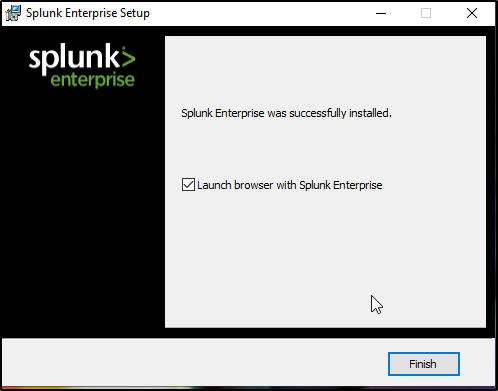 Splunk Enterprise Setup
splunk>
enterprise
Splunk Enterprise was successfully installed.
Launch browser with Splunk Enterprise
Finish